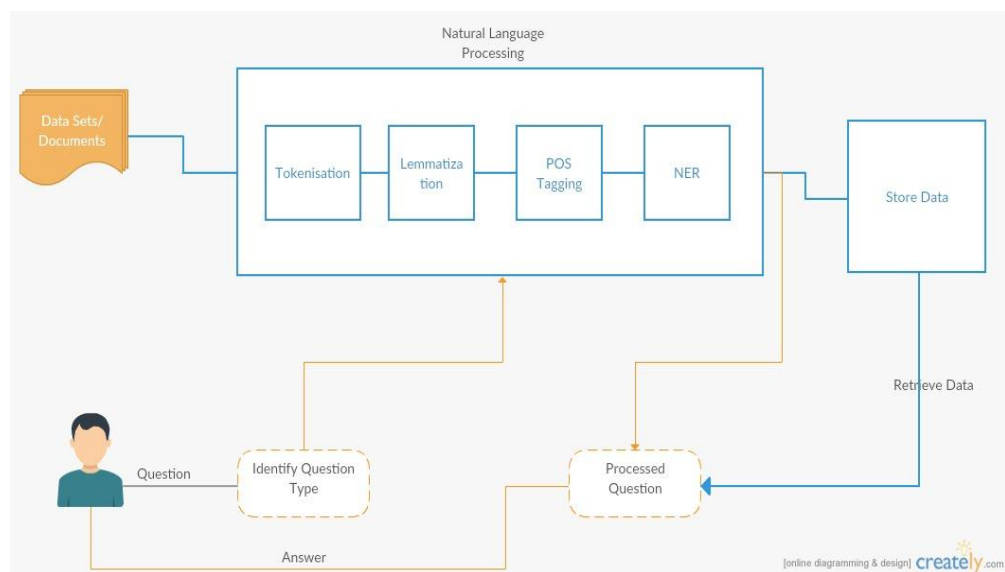 Natural Language
Processing
Data Sets/
Documents
Tokenisation
Lemmatiza
tion
POS
Tagging
NER
Store Data
Retrieve Data
Question
Identify Question
Type
Processed
Question
Answer
[online diagramming & design] creately.com